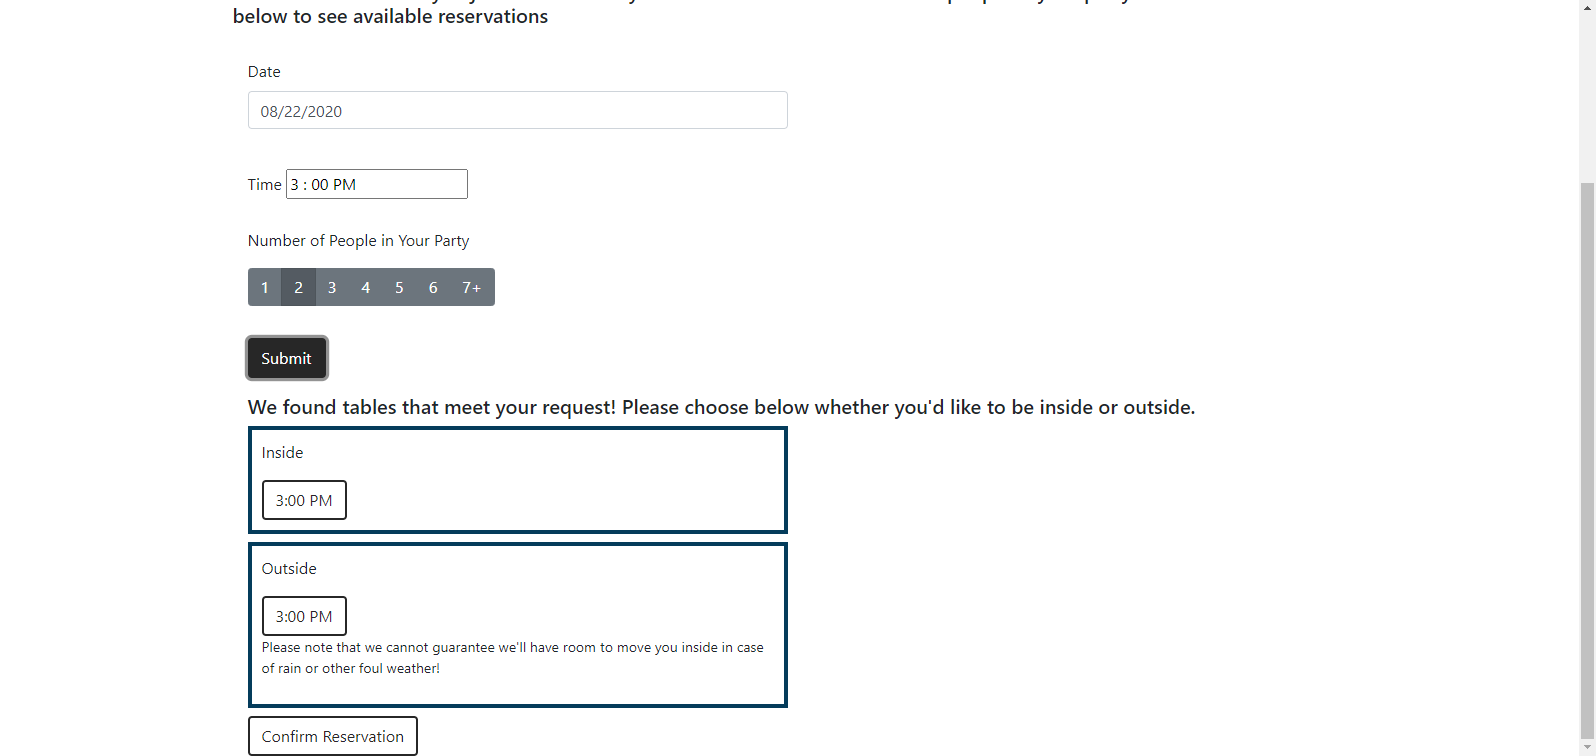 below to see available reservations
Date
08/22/2020
Time 3 : 00 PM
Number of People in Your Party
1 2 3 4 5 6 7+
Submit
We found tables that meet your request! Please choose below whether you'd like to be inside or outside.
Inside
3:00 PM
Outside
3:00 PM
Please note that we cannot guarantee we'll have room to move you inside in case
of rain or other foul weather!
Confirm Reservation